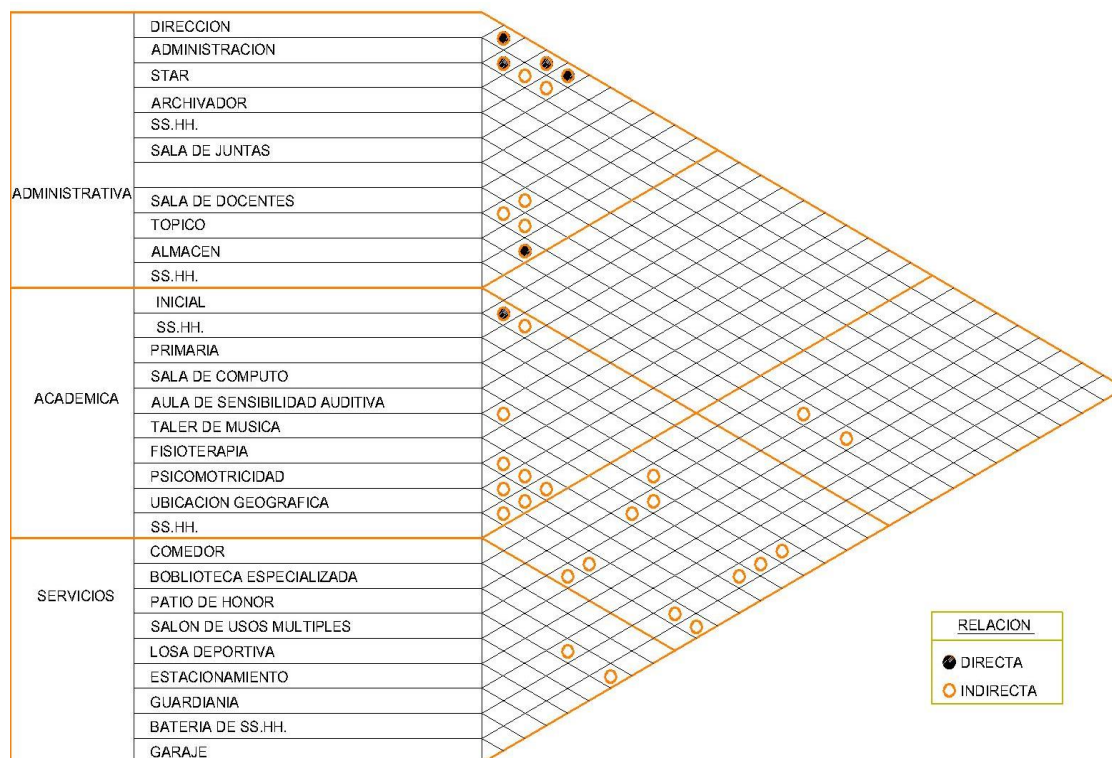 DIRECCION
ADMINISTRACION
STAR
ARCHIVADOR
SS.HH.
SALA DE JUNTAS
ADMINISTRATIVA
SALA DE DOCENTES
TOPICO
ALMACEN
SS.HH.
INICIAL
SS.HH.
PRIMARIA
SALA DE COMPUTO
ACADEMICA
AULA DE SENSIBILIDAD AUDITIVA
TALER DE MUSICA
FISIOTERAPIA
PSICOMOTRICIDAD
UBICACION GEOGRAFICA
SS.HH.
COMEDOR
BOBLIOTECA ESPECIALIZADA
SERVICIOS
PATIO DE HONOR
SALON DE USOS MULTIPLES
LOSA DEPORTIVA
ESTACIONAMIENTO
GUARDIANIA
BATERIA DE SS.HH.
GARAJE
RELACION
DIRECTA
INDIRECTA